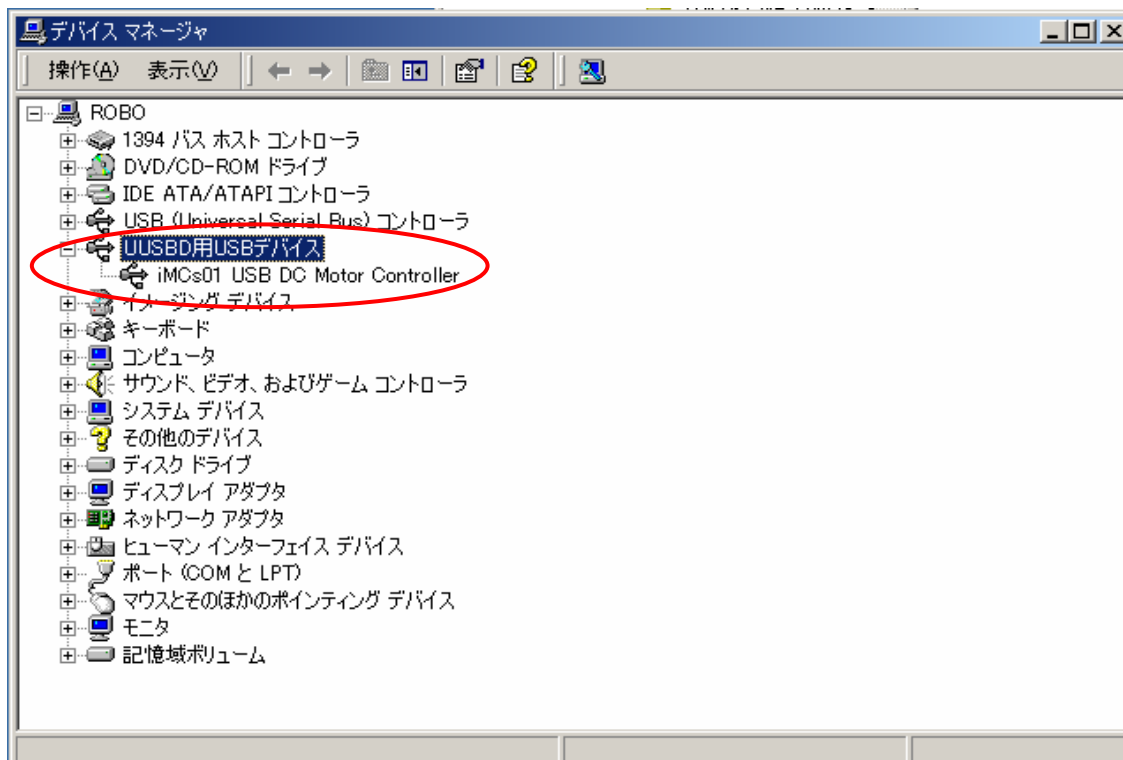 デバイス マネージャ
操作(A) 表示(V)
ROBO
1394 バス ホスト コントローラ
DVD/CD-ROM ドライブ
IDE ATA/ATAPI コントローラ
USB (Universal Serial Bus) コントローラ
UUSBD用USBデバイス
iMCs01 USB DC Motor Controller
イメージング デバイス
キーボード
コンピュータ
サウンド、ビデオ、およびゲーム コントローラ
システム デバイス
その他のデバイス
ディスク ドライブ
ディスプレイ アダプタ
ネットワーク アダプタ
ヒューマン インターフェイス デバイス
ポート (COM と LPT)
マウスとそのほかのポインティング デバイス
モニタ
記憶域ボリューム